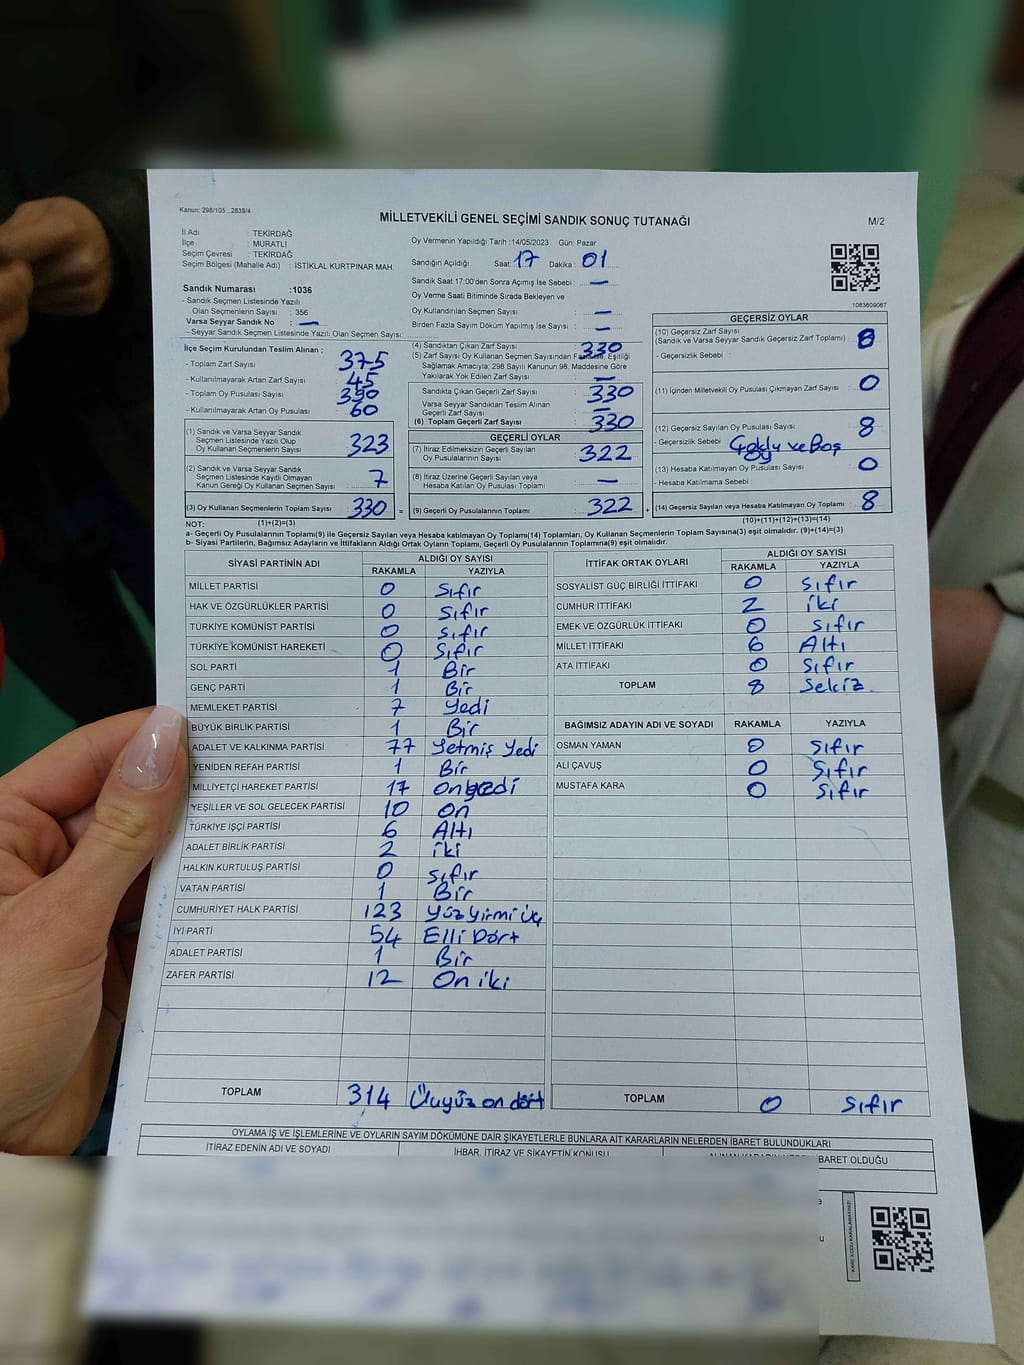 Kanun; 298/105 , 2839/4
MİLLETVEKİLİ GENEL SEÇİMİ SANDIK SONUÇ TUTANAĞI
M/2
İl Adı : TEKİRDAĞ
İlçe : MURATLI
Seçim Çevresi : TEKİRDAĞ
Seçim Bölgesi (Mahalle Adı) : İSTİKLAL KURTPINAR MAH.
Sandık Numarası :1036
- Sandık Seçmen Listesinde Yazılı
Olan Seçmenlerin Sayısı : 356
Varsa Seyyar Sandık No : —
- Seyyar Sandık Seçmen Listesinde Yazılı Olan Seçmen Sayısı:
İlçe Seçim Kurulundan Teslim Alınan ;
- Toplam Zarf Sayısı : 375
- Kullanılmayarak Artan Zarf Sayısı : 45
- Toplam Oy Pusulası Sayısı : 390
- Kullanılmayarak Artan Oy Pusulası : 60
(1) Sandık ve Varsa Seyyar Sandık
Seçmen Listesinde Yazılı Olup
Oy Kullanan Seçmenlerin Sayısı : 323
(2) Sandık ve Varsa Seyyar Sandık
Seçmen Listesinde Kayıtlı Olmayan
Kanun Gereği Oy Kullanan Seçmen Sayısı : 7
(3) Oy Kullanan Seçmenlerin Toplam Sayısı : 330 =
Oy Vermenin Yapıldığı Tarih :14/05/2023 Gün: Pazar
Sandığın Açıldığı Saat: 17 Dakika : 01
Sandık Saat 17:00'den Sonra Açılmış İse Sebebi : —
Oy Verme Saati Bitiminde Sırada Bekleyen ve
Oy Kullandırılan Seçmen Sayısı : —
Birden Fazla Sayım Döküm Yapılmış İse Sayısı : —
(4) Sandıktan Çıkan Zarf Sayısı : 330
(5) Zarf Sayısı Oy Kullanan Seçmen Sayısından Fazla ise, Eşitliği
Sağlamak Amacıyla; 298 Sayılı Kanunun 98. Maddesine Göre
Yakılarak Yok Edilen Zarf Sayısı : —
Sandıkta Çıkan Geçerli Zarf Sayısı : 330
Varsa Seyyar Sandıktan Teslim Alınan
Geçerli Zarf Sayısı : —
(6) Toplam Geçerli Zarf Sayısı : 330
GEÇERLİ OYLAR
(7) İtiraz Edilmeksizin Geçerli Sayılan
Oy Pusulalarının Sayısı : 322
(8) İtiraz Üzerine Geçerli Sayılan veya
Hesaba Katılan Oy Pusulası Toplamı : —
(9) Geçerli Oy Pusulalarının Toplamı : 322 +
1083609087
GEÇERSİZ OYLAR
(10) Geçersiz Zarf Sayısı
(Sandık ve Varsa Seyyar Sandık Geçersiz Zarf Toplamı) :
- Geçersizlik Sebebi :
(11) İçinden Milletvekili Oy Pusulası Çıkmayan Zarf Sayısı : 0
(12) Geçersiz Sayılan Oy Pusulası Sayısı : 8
- Geçersizlik Sebebi : Çoklu ve Boş
oy
(13) Hesaba Katılmayan Oy Pusulası Sayısı : 0
- Hesaba Katılmama Sebebi :
(14) Geçersiz Sayılan veya Hesaba Katılmayan Oy Toplamı : 8
NOT: (1)+(2)=(3) (10)+(11)+(12)+(13)=(14)
a- Geçerli Oy Pusulalarının Toplamı(9) ile Geçersiz Sayılan veya Hesaba katılmayan Oy Toplamı(14) Toplamları, Oy Kullanan Seçmenlerin Toplam Sayısına(3) eşit olmalıdır. (9)+(14)=(3)
b- Siyasi Partilerin, Bağımsız Adayların ve İttifakların Aldığı Ortak Oyların Toplamı, Geçerli Oy Pusulalarının Toplamına(9) eşit olmalıdır.
SİYASİ PARTİNİN ADI ALDIĞI OY SAYISI
RAKAMLA YAZIYLA
MİLLET PARTİSİ 0 Sıfır
HAK VE ÖZGÜRLÜKLER PARTİSİ 0 Sıfır
TÜRKİYE KOMÜNİST PARTİSİ 0 Sıfır
TÜRKİYE KOMÜNİST HAREKETİ 0 Sıfır
SOL PARTİ 1 Bir
GENÇ PARTİ 1 Bir
MEMLEKET PARTİSİ 7 Yedi
BÜYÜK BİRLİK PARTİSİ 1 Bir
ADALET VE KALKINMA PARTİSİ 77 Yetmiş Yedi
YENİDEN REFAH PARTİSİ 1 Bir
MİLLİYETÇİ HAREKET PARTİSİ 17 Onyedi
YEŞİLLER VE SOL GELECEK PARTİSİ 10 On
TÜRKİYE İŞÇİ PARTİSİ 6 Altı
ADALET BİRLİK PARTİSİ 2 iki
HALKIN KURTULUŞ PARTİSİ 0 sıfır
VATAN PARTİSİ 1 Bir
CUMHURİYET HALK PARTİSİ 123 Yüz Yirmi Üç
İYİ PARTİ 54 Elli Dört
ADALET PARTİSİ 1 Bir
ZAFER PARTİSİ 12 On iki
TOPLAM 314 Üçyüz on dört
İTTİFAK ORTAK OYLARI ALDIĞI OY SAYISI
RAKAMLA YAZIYLA
SOSYALİST GÜÇ BİRLİĞİ İTTİFAKI 0 Sıfır
CUMHUR İTTİFAKI 2 iki
EMEK VE ÖZGÜRLÜK İTTİFAKI 0 Sıfır
MİLLET İTTİFAKI 6 Altı
ATA İTTİFAKI 0 Sıfır
TOPLAM 8 Sekiz
BAĞIMSIZ ADAYIN ADI VE SOYADI RAKAMLA YAZIYLA
OSMAN YAMAN 0 Sıfır
ALİ ÇAVUŞ 0 Sıfır
MUSTAFA KARA 0 Sıfır
TOPLAM 0 Sıfır
OYLAMA İŞ VE İŞLEMLERİNE VE OYLARIN SAYIM DÖKÜMÜNE DAİR ŞİKAYETLERLE BUNLARA AİT KARARLARIN NELERDEN İBARET BULUNDUKLARI
İTİRAZ EDENİN ADI VE SOYADI İHBAR, İTİRAZ VE ŞİKAYETİN KONUSU İBARET OLDUĞU